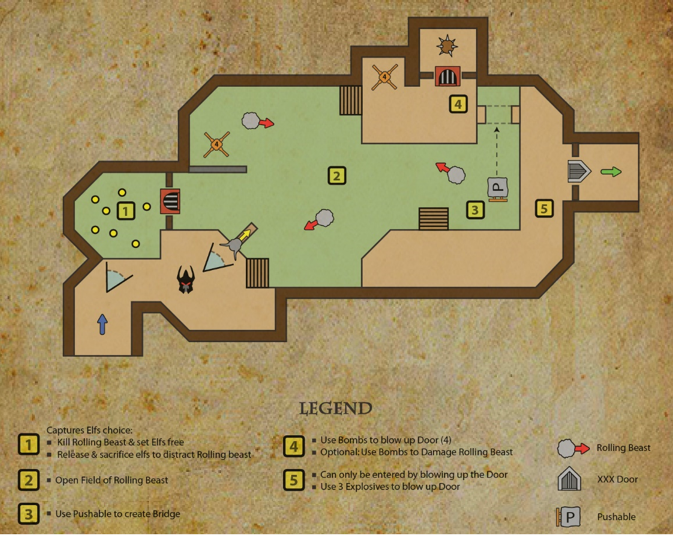 4
4
4
1
2
P
3
5
LEGEND
Captures Elfs choice:
1
Kill Rolling Beast & set Elfs free
Release & sacrifice elfs to distract Rolling beast
2
Open Field of Rolling Beast
3
Use Pushable to create Bridge
4
Use Bombs to blow up Door (4)
Optional: Use Bombs to Damage Rolling Beast
5
Can only be entered by blowing up the Door
Use 3 Explosives to blow up Door
Rolling Beast
XXX Door
P
Pushable